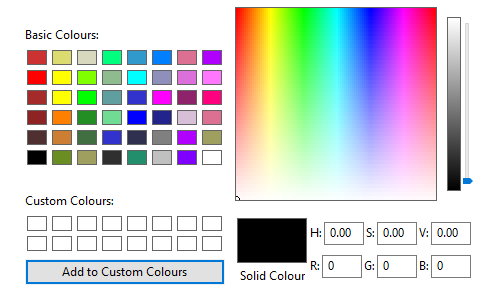 Basic Colours:
Custom Colours:
Add to Custom Colours
Solid Colour
H: 0.00 S: 0.00 V: 0.00
R: 0 G: 0 B: 0